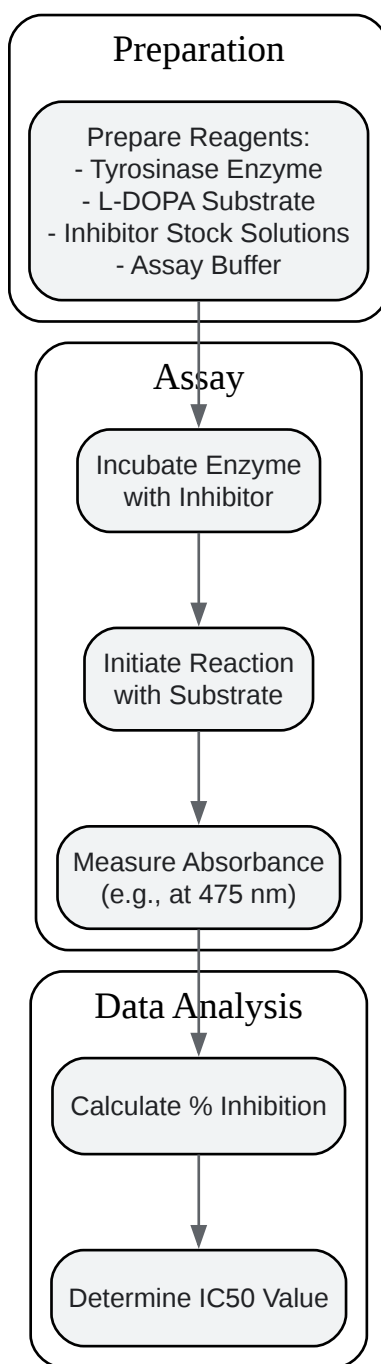 Preparation
Prepare Reagents:
- Tyrosinase Enzyme
- L-DOPA Substrate
- Inhibitor Stock Solutions
- Assay Buffer
Assay
Incubate Enzyme
with Inhibitor
Initiate Reaction
with Substrate
Measure Absorbance
(e.g., at 475 nm)
Data Analysis
Calculate % Inhibition
Determine IC50 Value